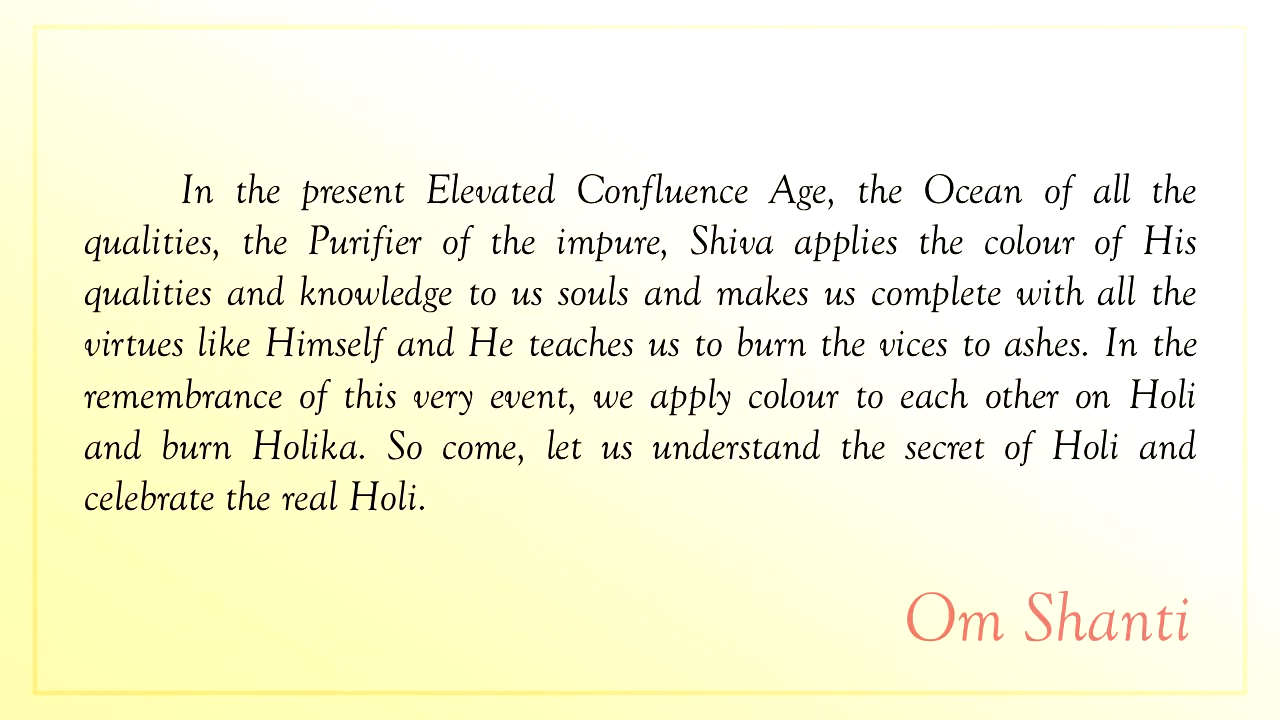 In the present Elevated Confluence Age, the Ocean of all the
qualities, the Purifier of the impure, Shiva applies the colour of His
qualities and knowledge to us souls and makes us complete with all the
virtues like Himself and He teaches us to burn the vices to ashes. In the
remembrance of this very event, we apply colour to each other on Holi
and burn Holika. So come, let us understand the secret of Holi and
celebrate the real Holi.
Om Shanti